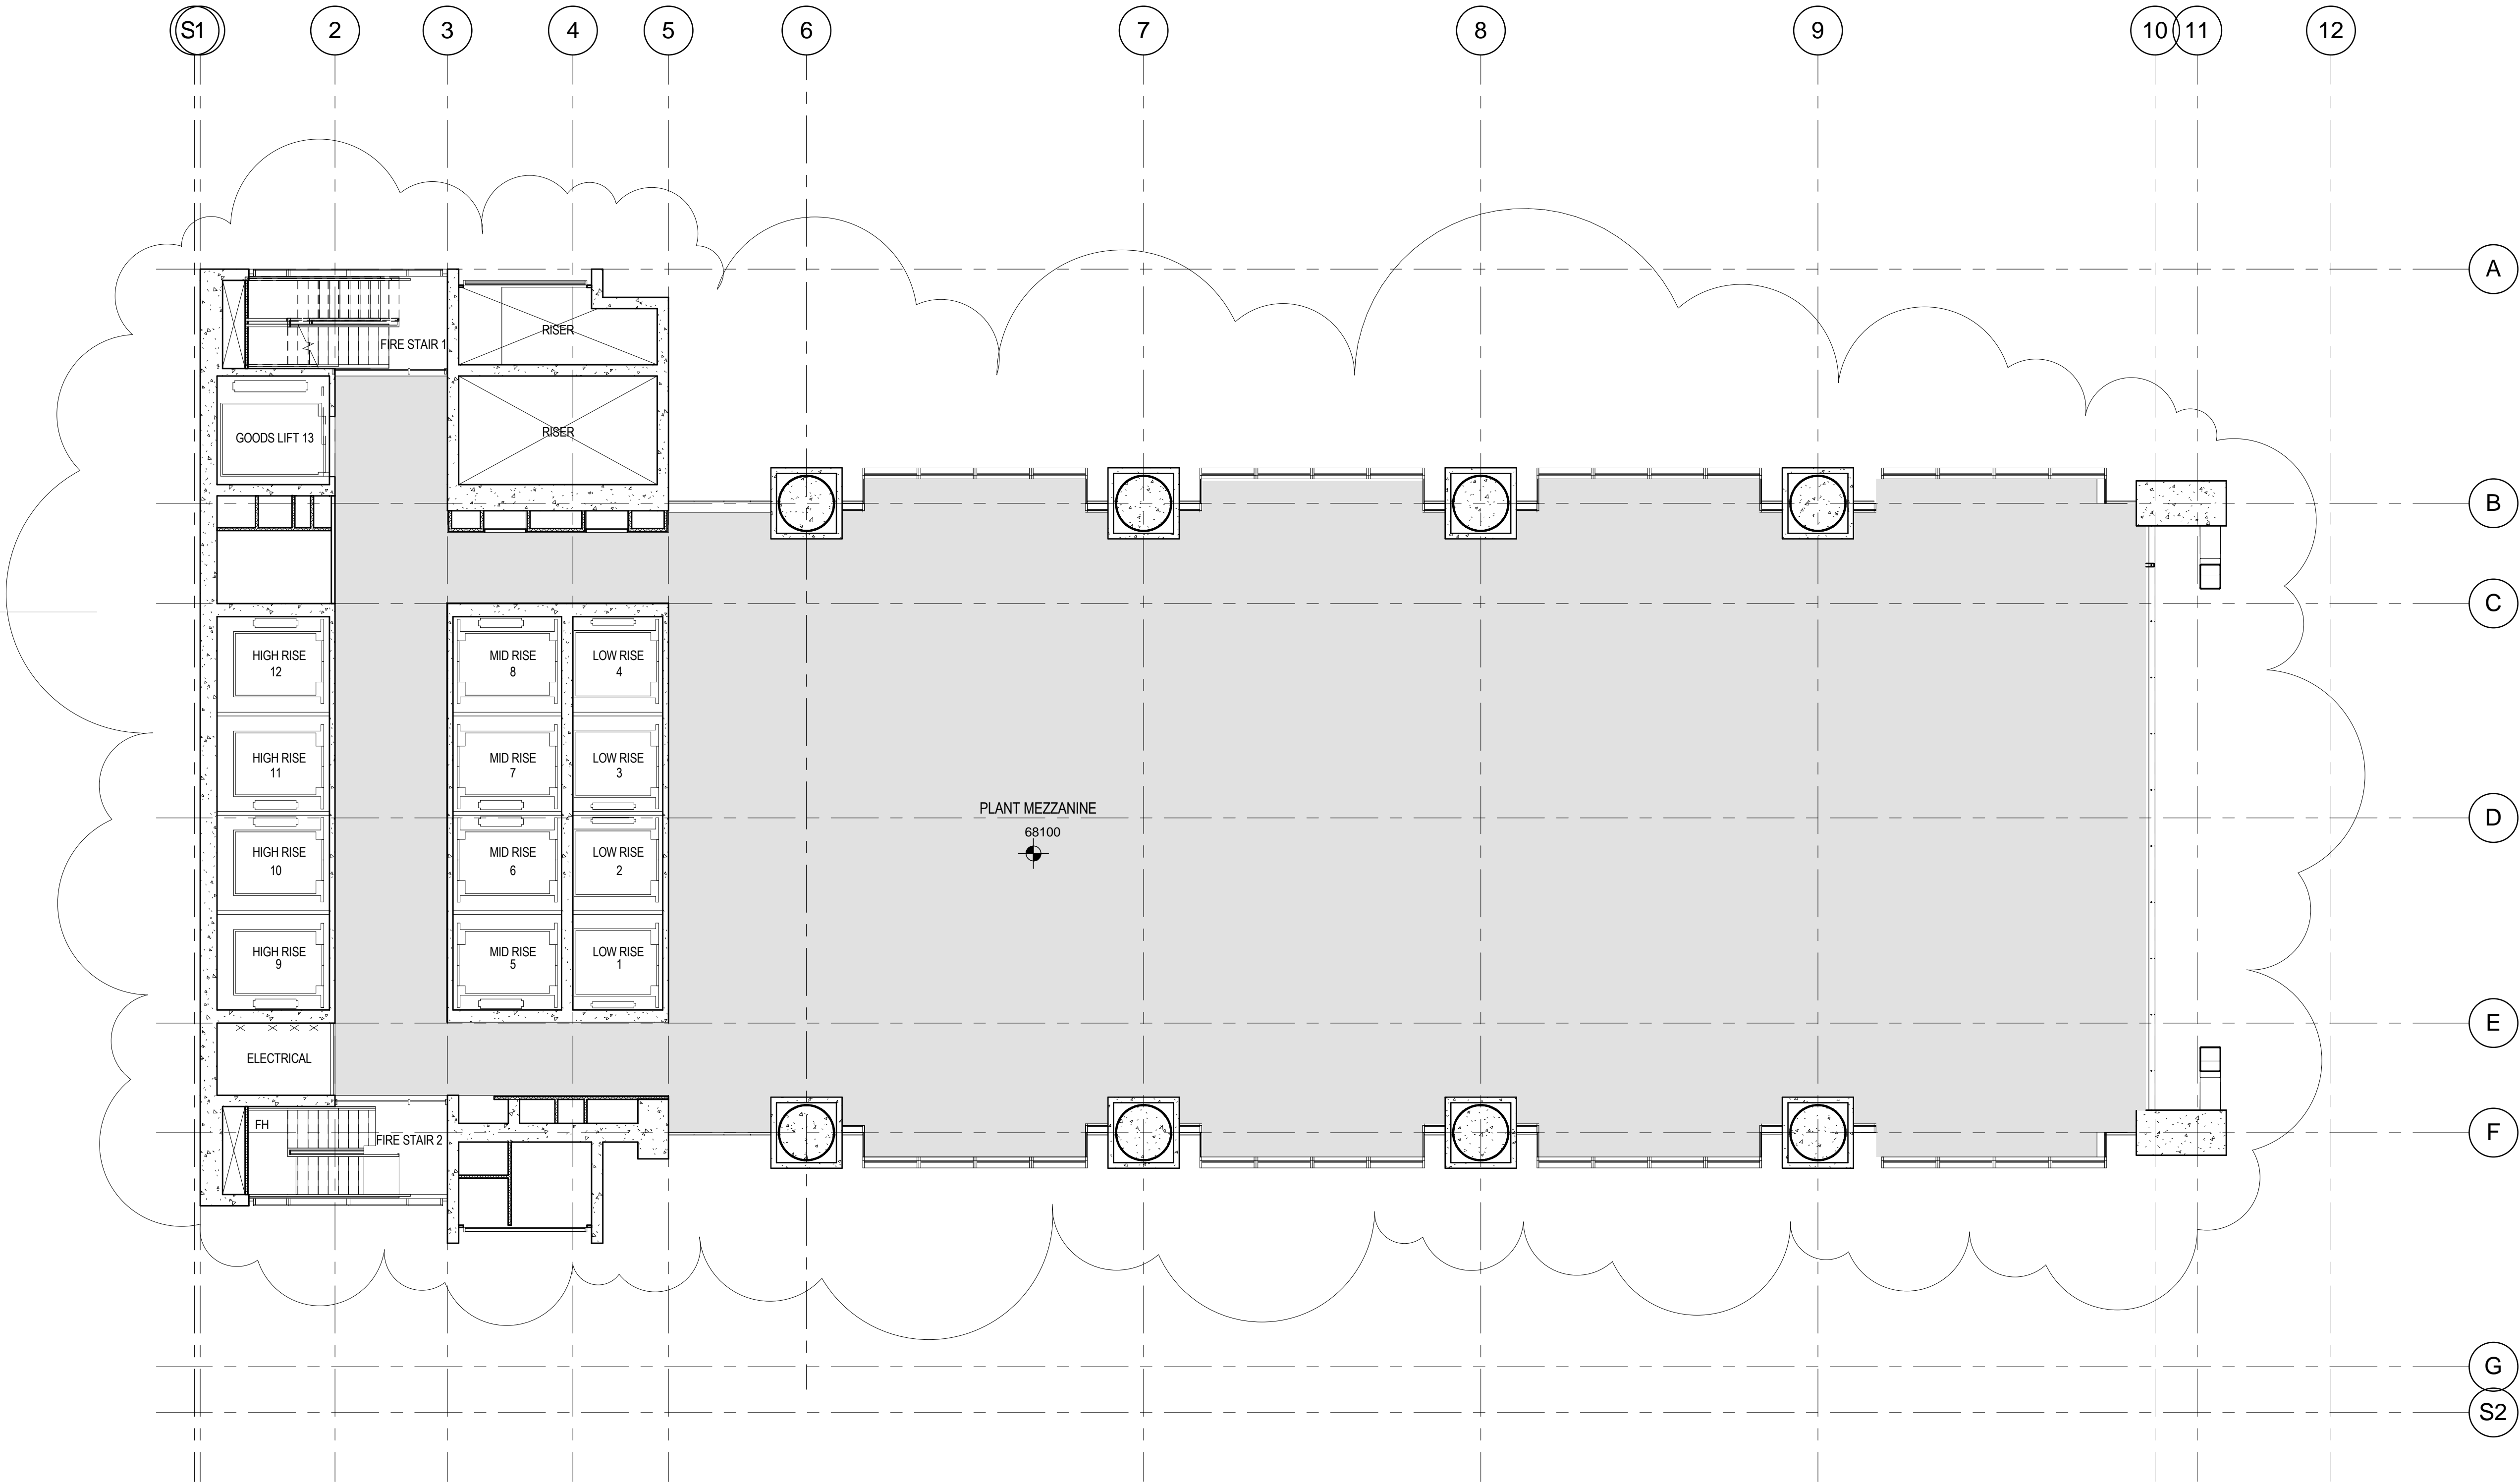 S1
2
3
4
5
6
7
8
9
10
11
12
A
RISER
FIRE STAIR 1
RISER
GOODS LIFT 13
B
C
HIGH RISE
12
MID RISE
8
LOW RISE
4
HIGH RISE
11
MID RISE
7
LOW RISE
3
PLANT MEZZANINE
68100
D
HIGH RISE
10
MID RISE
6
LOW RISE
2
HIGH RISE
9
MID RISE
5
LOW RISE
1
E
ELECTRICAL
FH
FIRE STAIR 2
F
G
S2